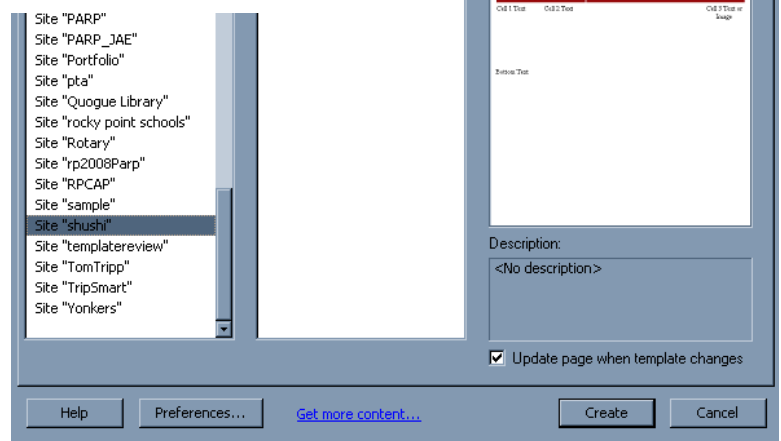 Site "PARP"
Site "PARP_JAE"
Site "Portfolio"
Site "pta"
Site "Quogue Library"
Site "rocky point schools"
Site "Rotary"
Site "rp2008Parp"
Site "RPCAP"
Site "sample"
Site "shushi"
Site "templatereview"
Site "TomTripp"
Site "TripSmart"
Site "Yonkers"
Cell 1 Text Cell 2 Text Cell 3 Text or
Image
Bottom Text
Description:
<No description>
Update page when template changes
Help Preferences... Get more content... Create Cancel